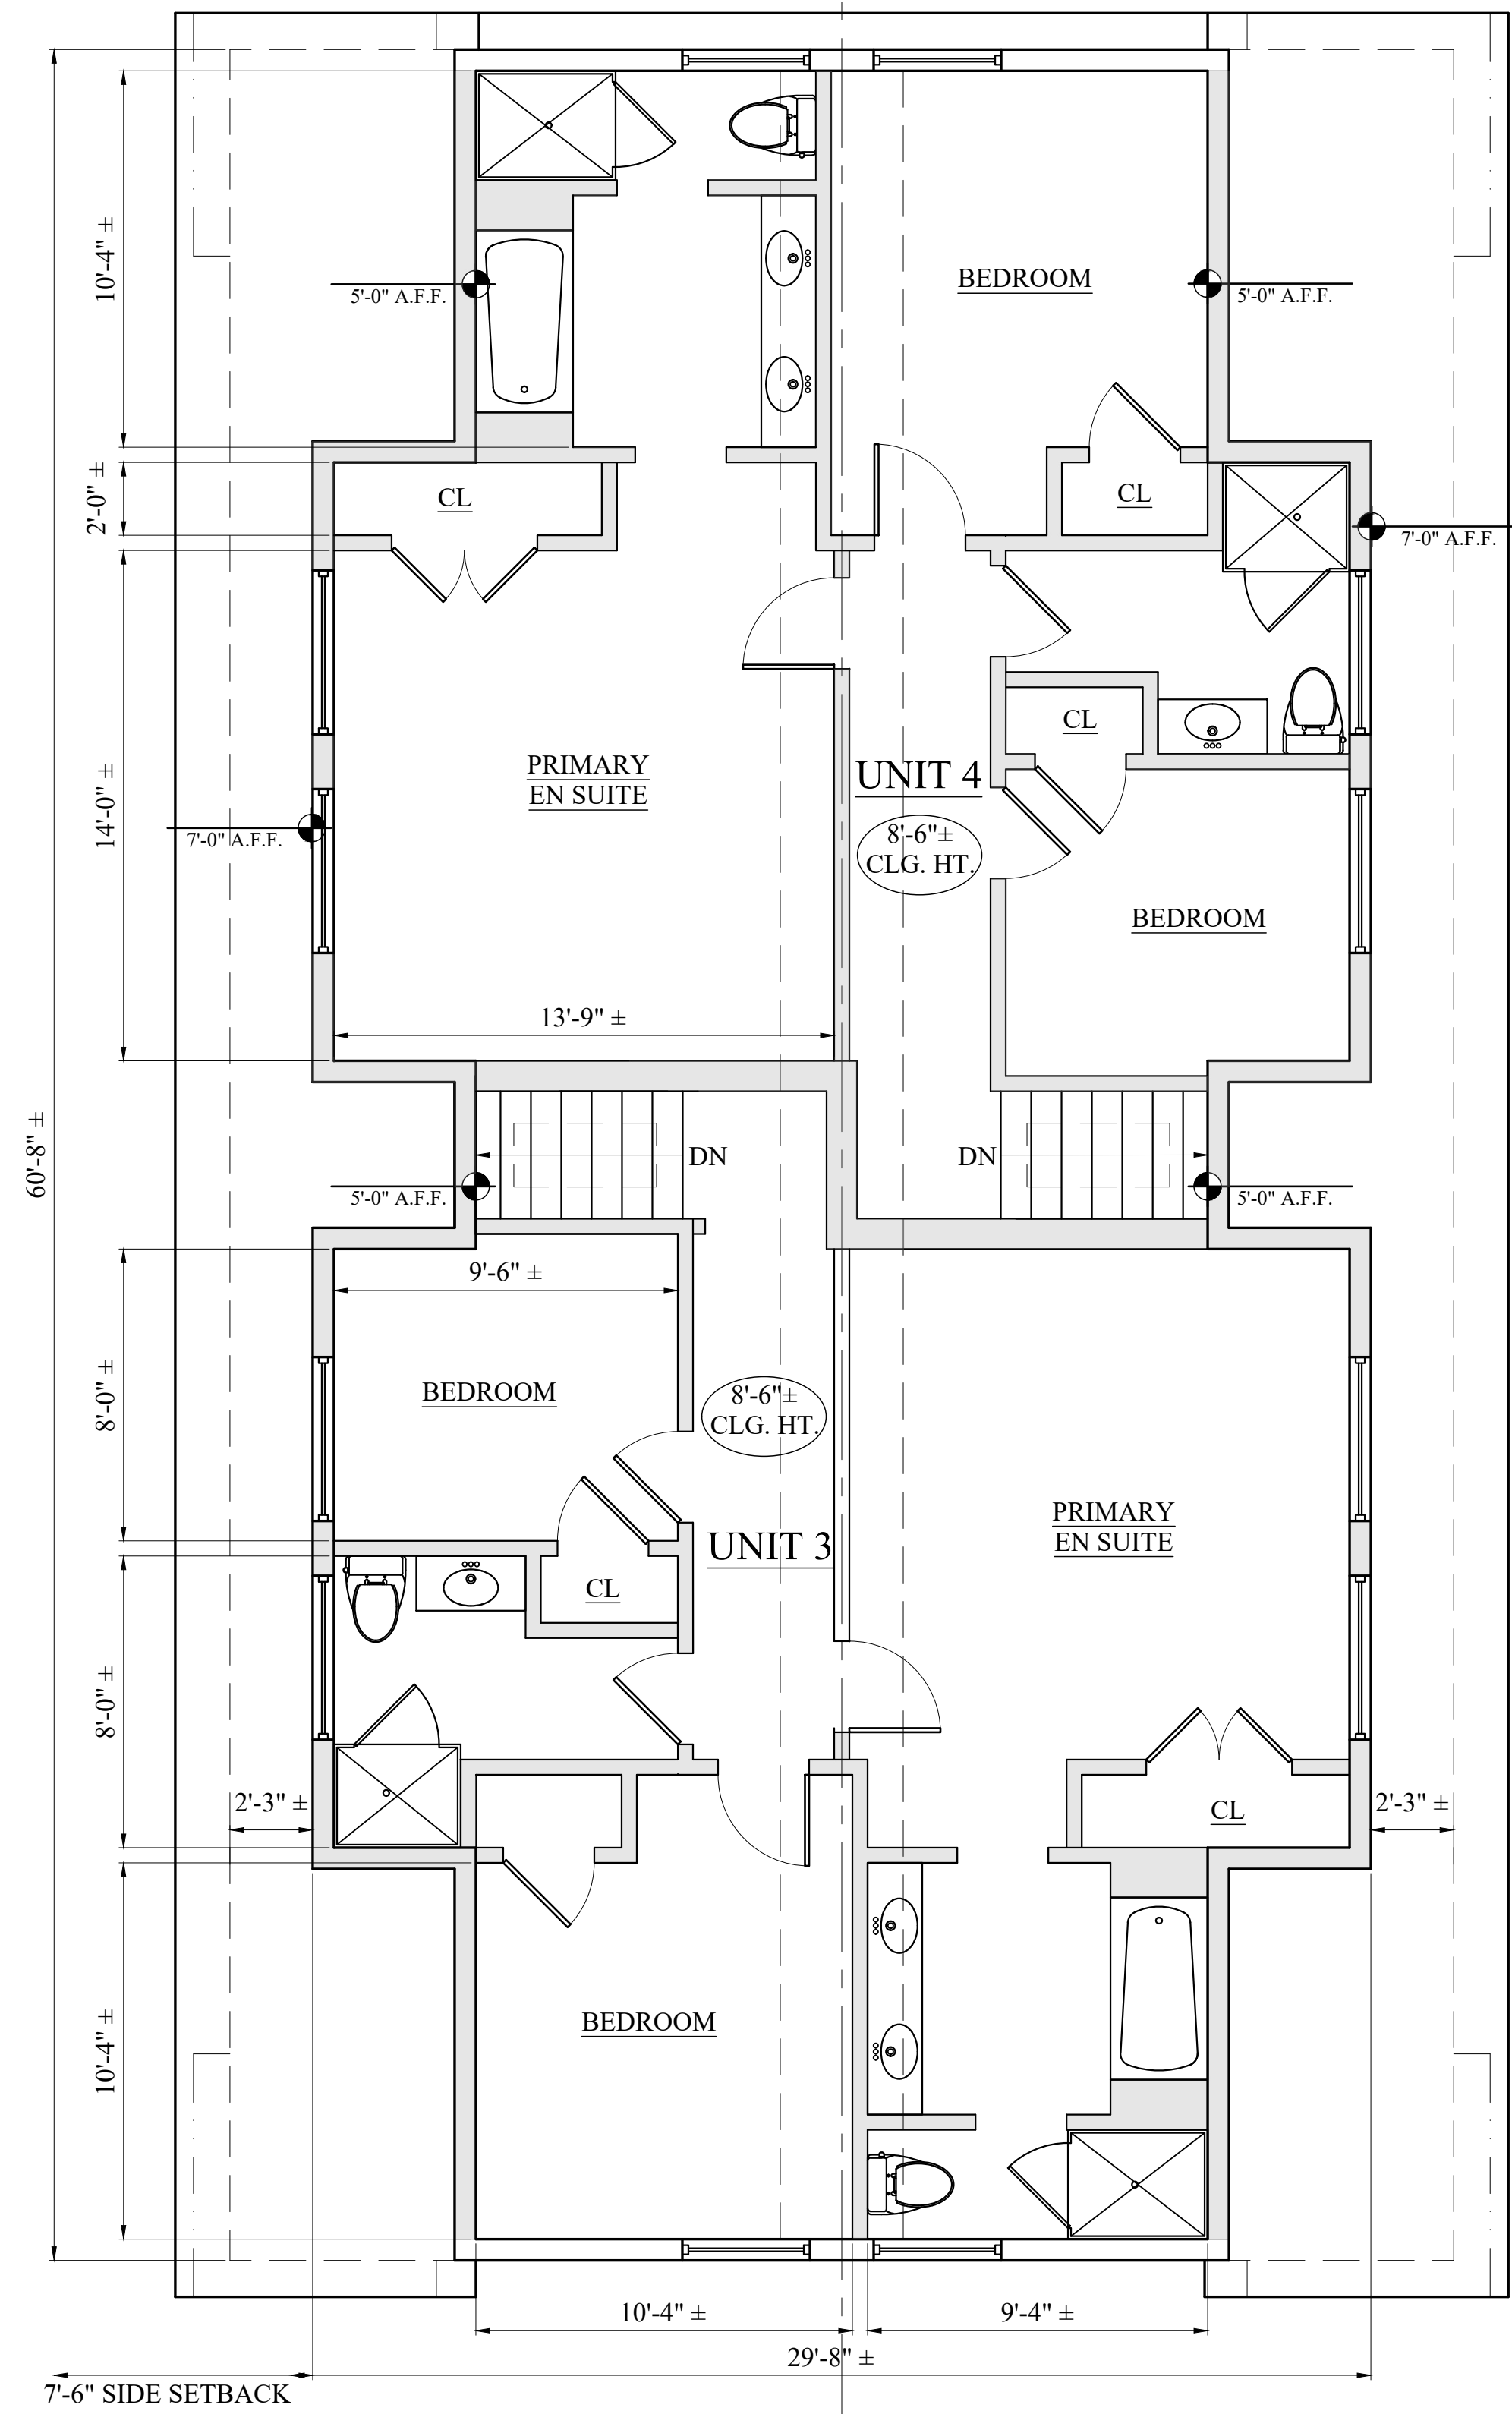 10'-4" ±
5'-0" A.F.F.
BEDROOM
5'-0" A.F.F.
2'-0" ±
CL
CL
7'-0" A.F.F.
CL
14'-0" ±
PRIMARY
EN SUITE
UNIT 4
7'-0" A.F.F.
8'-6"±
CLG. HT.
BEDROOM
13'-9" ±
60'-8" ±
DN
DN
5'-0" A.F.F.
5'-0" A.F.F.
9'-6" ±
8'-0" ±
BEDROOM
8'-6"±
CLG. HT.
PRIMARY
EN SUITE
UNIT 3
CL
8'-0" ±
2'-3" ±
CL
2'-3" ±
10'-4" ±
BEDROOM
10'-4" ±
9'-4" ±
29'-8" ±
7'-6" SIDE SETBACK